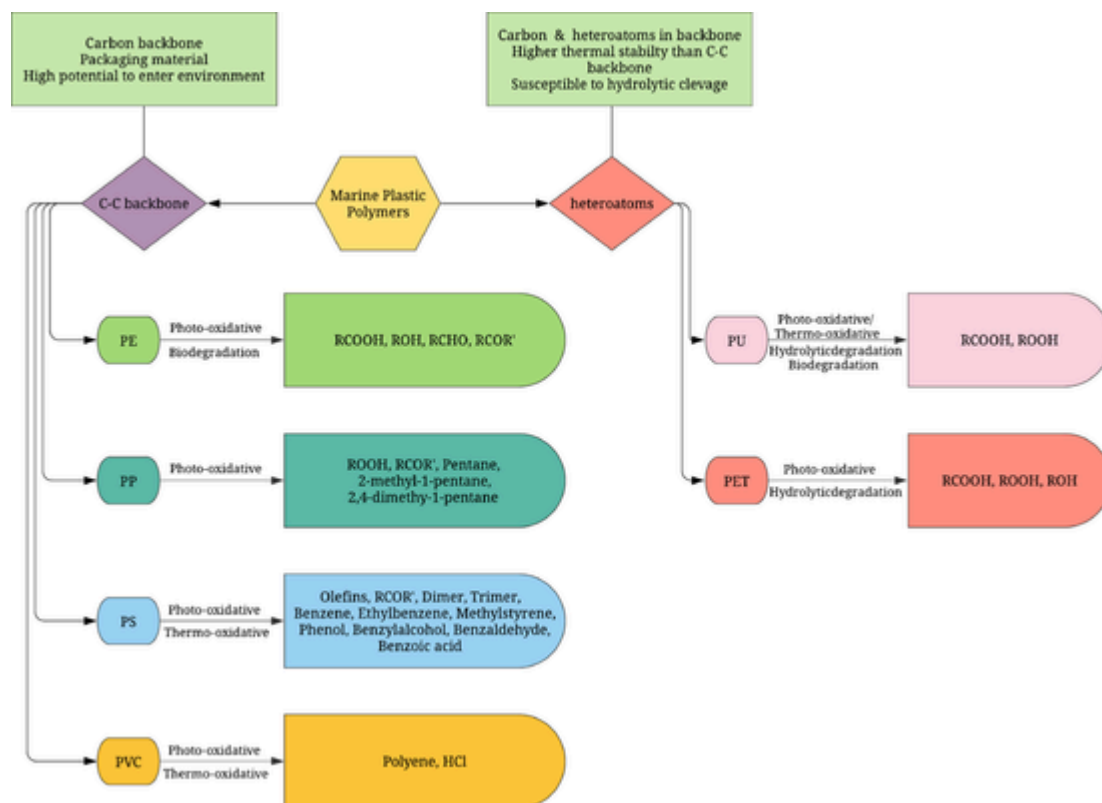 Carbon backbone
Packaging material
High potential to enter environment
Carbon & heteroatoms in backbone
Higher thermal stabilty than C-C
backbone
Susceptible to hydrolytic clevage
C-C backbone
Marine Plastic
Polymers
heteroatoms
PE
Photo-oxidative
Biodegradation
RCOOH, ROH, RCHO, RCOR'
PU
Photo-oxidative/
Thermo-oxidative
Hydrolyticdegradation
Biodegradation
RCOOH, ROOH
PP
Photo-oxidative
ROOH, RCOR', Pentane,
2-methyl-1-pentane,
2,4-dimethy-1-pentane
PET
Photo-oxidative
Hydrolyticdegradation
RCOOH, ROOH, ROH
PS
Photo-oxidative
Thermo-oxidative
Olefins, RCOR', Dimer, Trimer,
Benzene, Ethylbenzene, Methylstyrene,
Phenol, Benzylalcohol, Benzaldehyde,
Benzoic acid
PVC
Photo-oxidative
Thermo-oxidative
Polyene, HCl